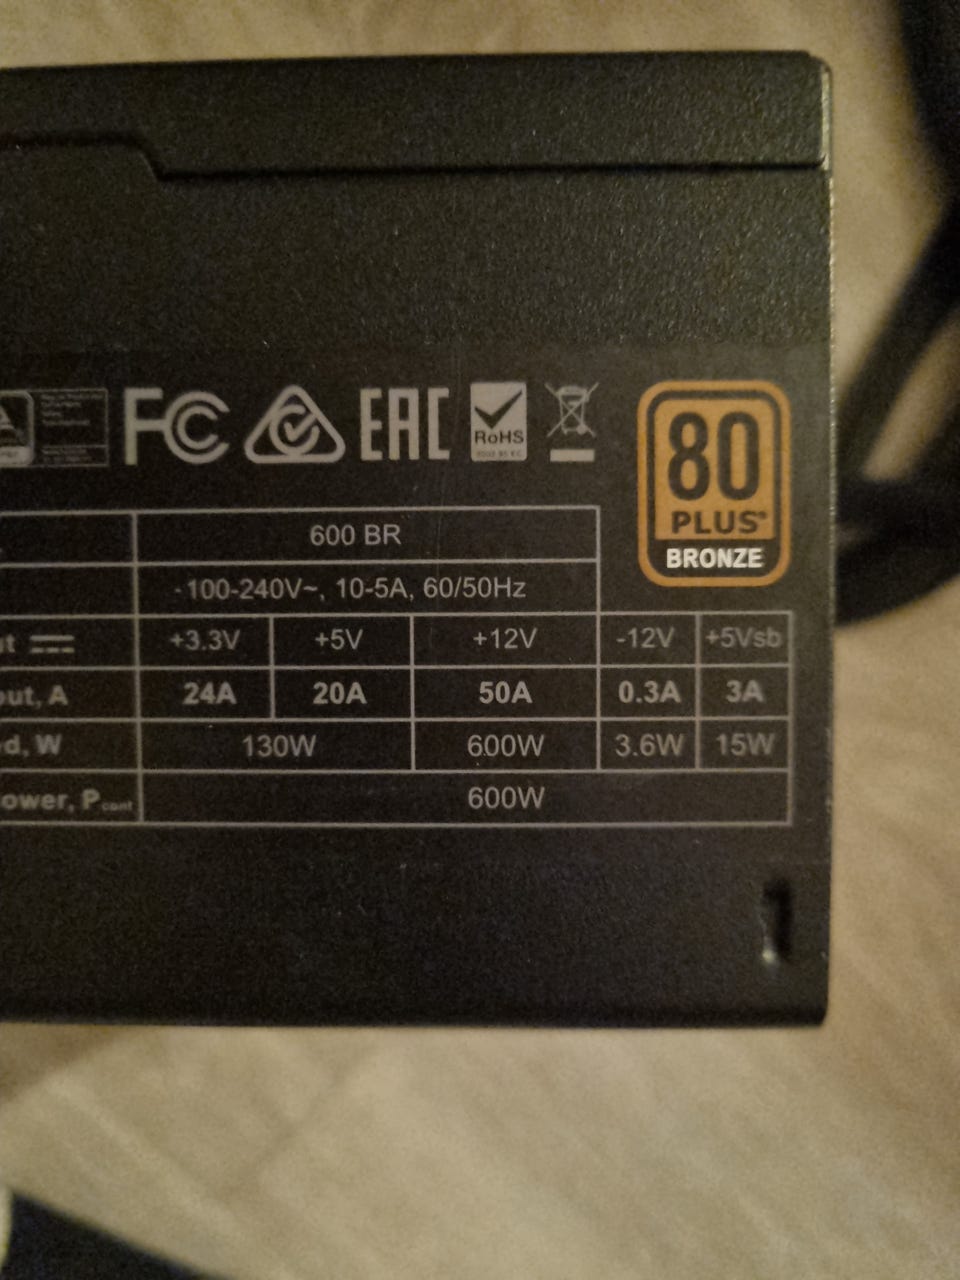 FC EAC
RoHS
80
PLUS®
BRONZE
600 BR
100-240V~, 10-5A, 60/50Hz
+3.3V +5V +12V -12V +5Vsb
out, A 24A 20A 50A 0.3A 3A
d, W 130W 600W 3.6W 15W
ower, Pcont 600W